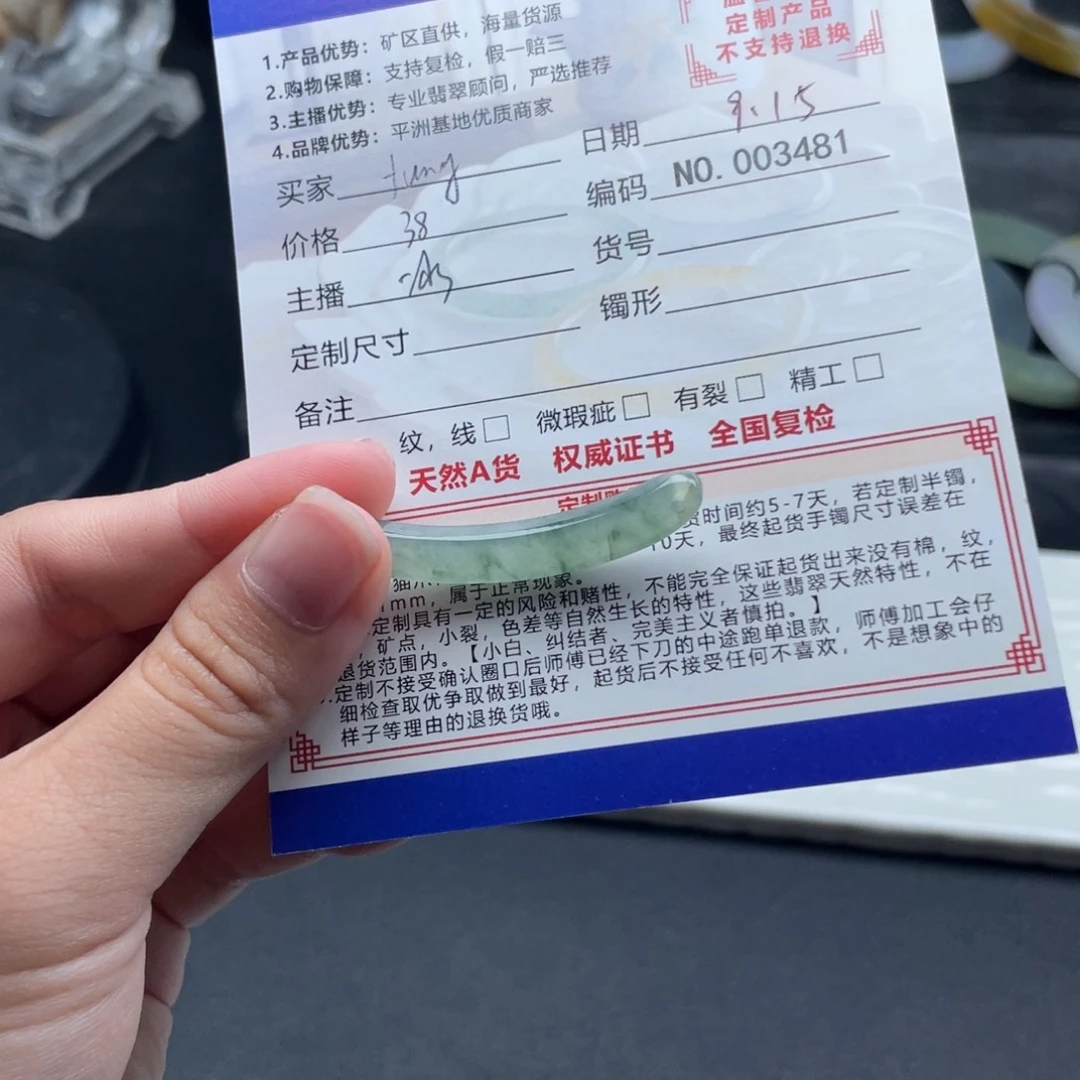 1.产品优势：矿区直供，海量货源
2.购物保障：支持复检，假一赔三
3.主播优势：专业翡翠顾问，严选推荐
4.品牌优势：平洲基地优质商家
定制产品
不支持退换
买家 tung 日期 9.15
价格 38 编码 NO. 003481
主播 货号
定制尺寸 镯形
备注
纹，线□ 微瑕疵□ 有裂□ 精工□
天然A货 权威证书 全国复检
定制
货时间约5-7天，若定制半镯，
10天，最终起货手镯尺寸误差在
mm，属于正常现象。
定制具有一定的风险和赌性，不能完全保证起货出来没有棉，纹，
，矿点，小裂，色差等自然生长的特性，这些翡翠天然特性，不在
退货范围内。【小白、纠结者、完美主义者慎拍。】
定制不接受确认圈口后师傅已经下刀的中途跑单退款，师傅加工会仔
细检查取优争取做到最好，起货后不接受任何不喜欢，不是想象中的
样子等理由的退换货哦。